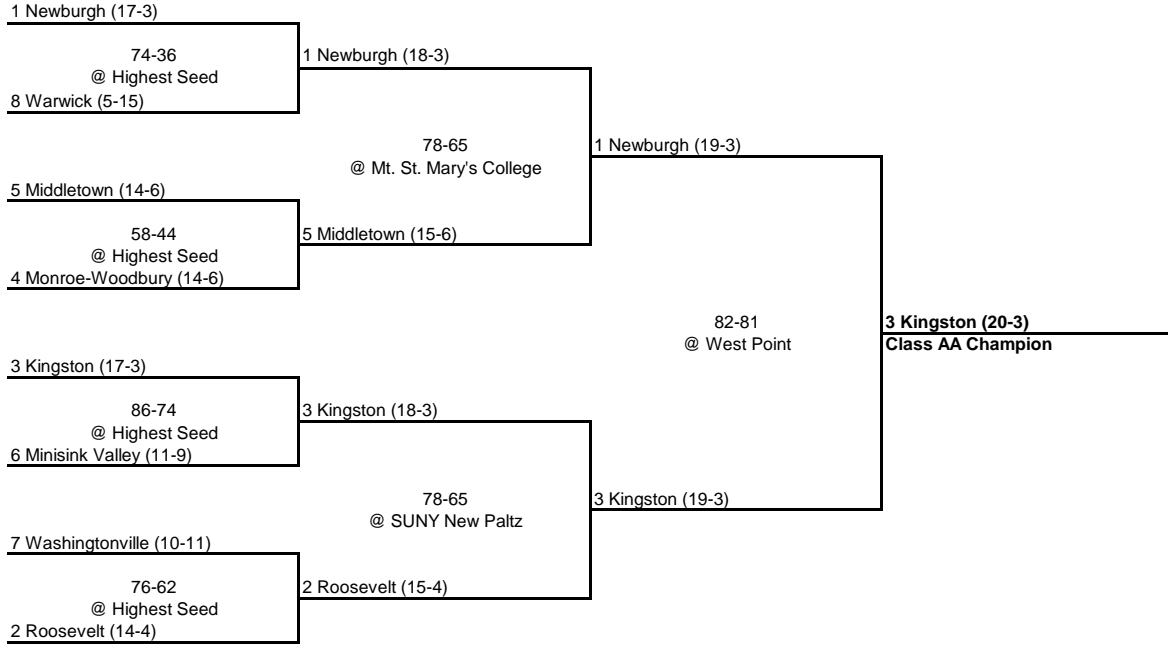 1 Newburgh (17-3)
74-36
@ Highest Seed
8 Warwick (5-15)
5 Middletown (14-6)
58-44
@ Highest Seed
4 Monroe-Woodbury (14-6)
3 Kingston (17-3)
86-74
@ Highest Seed
6 Minisink Valley (11-9)
7 Washingtonville (10-11)
76-62
@ Highest Seed
2 Roosevelt (14-4)
1 Newburgh (18-3)
78-65
@ Mt. St. Mary's College
5 Middletown (15-6)
3 Kingston (18-3)
78-65
@ SUNY New Paltz
2 Roosevelt (15-4)
1 Newburgh (19-3)
82-81
@ West Point
3 Kingston (19-3)
3 Kingston (20-3)
Class AA Champion